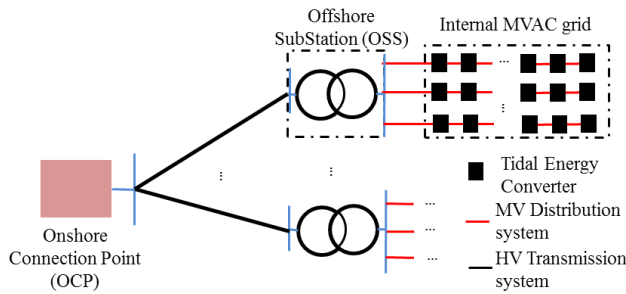 Offshore
SubStation (OSS)
Internal MVAC grid
...
...
...
...
...
...
...
...
Onshore
Connection Point
(OCP)
Tidal Energy
Converter
MV Distribution
system
HV Transmission
system